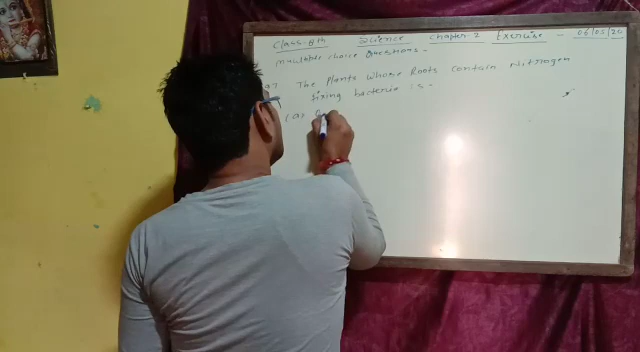 Class-8th Science Chapter 2 Exercise - 06/05/20
Multiple choice Questions -
The Plants whose Roots contain Nitrogen
fixing bacteria is -
(a)